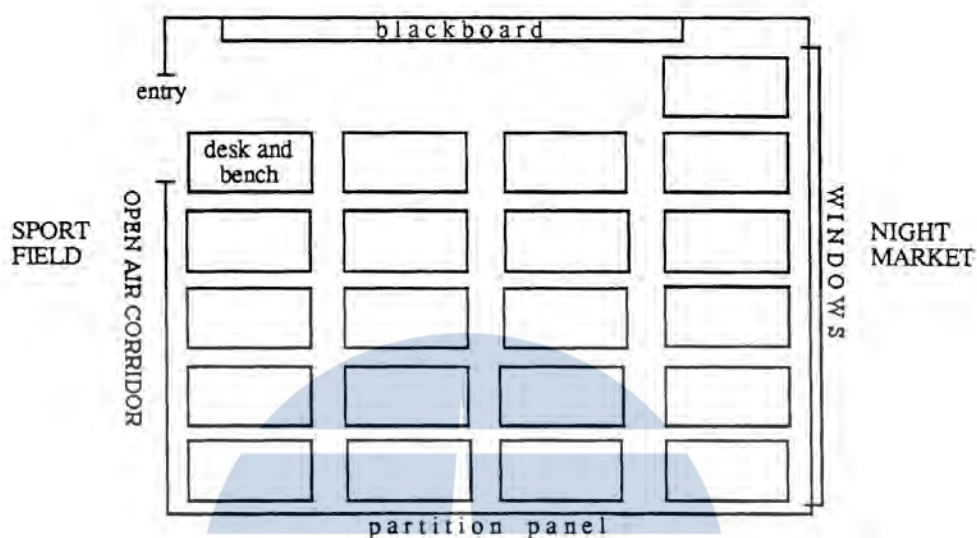 blackboard
entry
desk and
bench
SPORT
FIELD
OPEN AIR CORRIDOR
WINDOWS
NIGHT
MARKET
partition panel